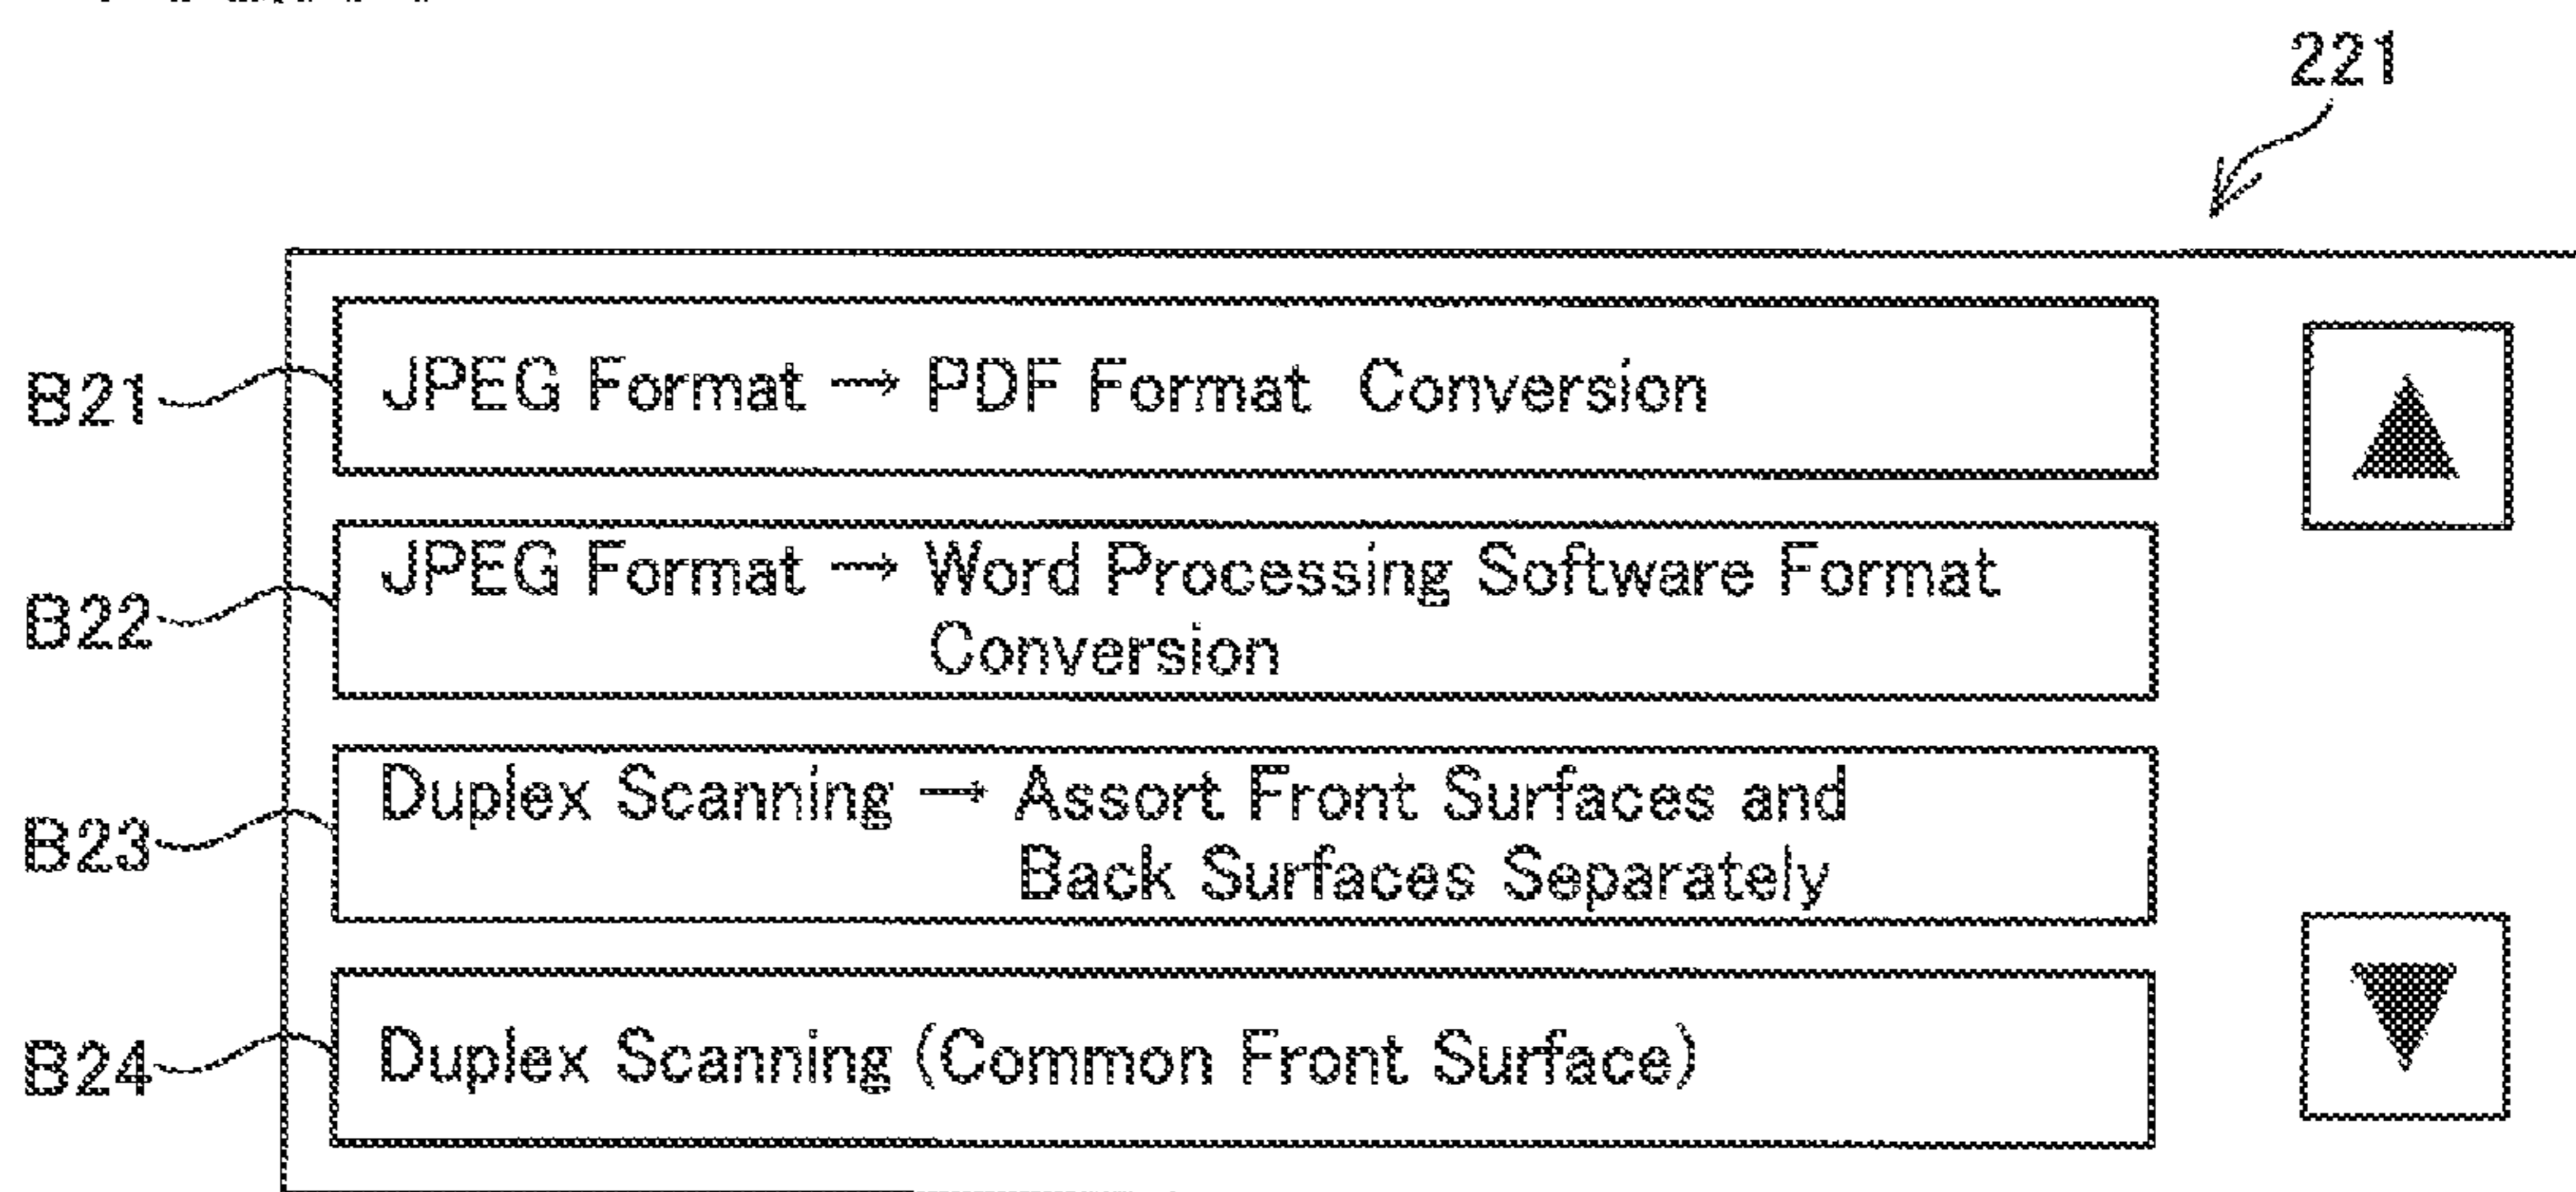 221
B21
JPEG Format → PDF Format Conversion
B22
JPEG Format → Word Processing Software Format
Conversion
B23
Duplex Scanning → Assort Front Surfaces and
Back Surfaces Separately
B24
Duplex Scanning (Common Front Surface)